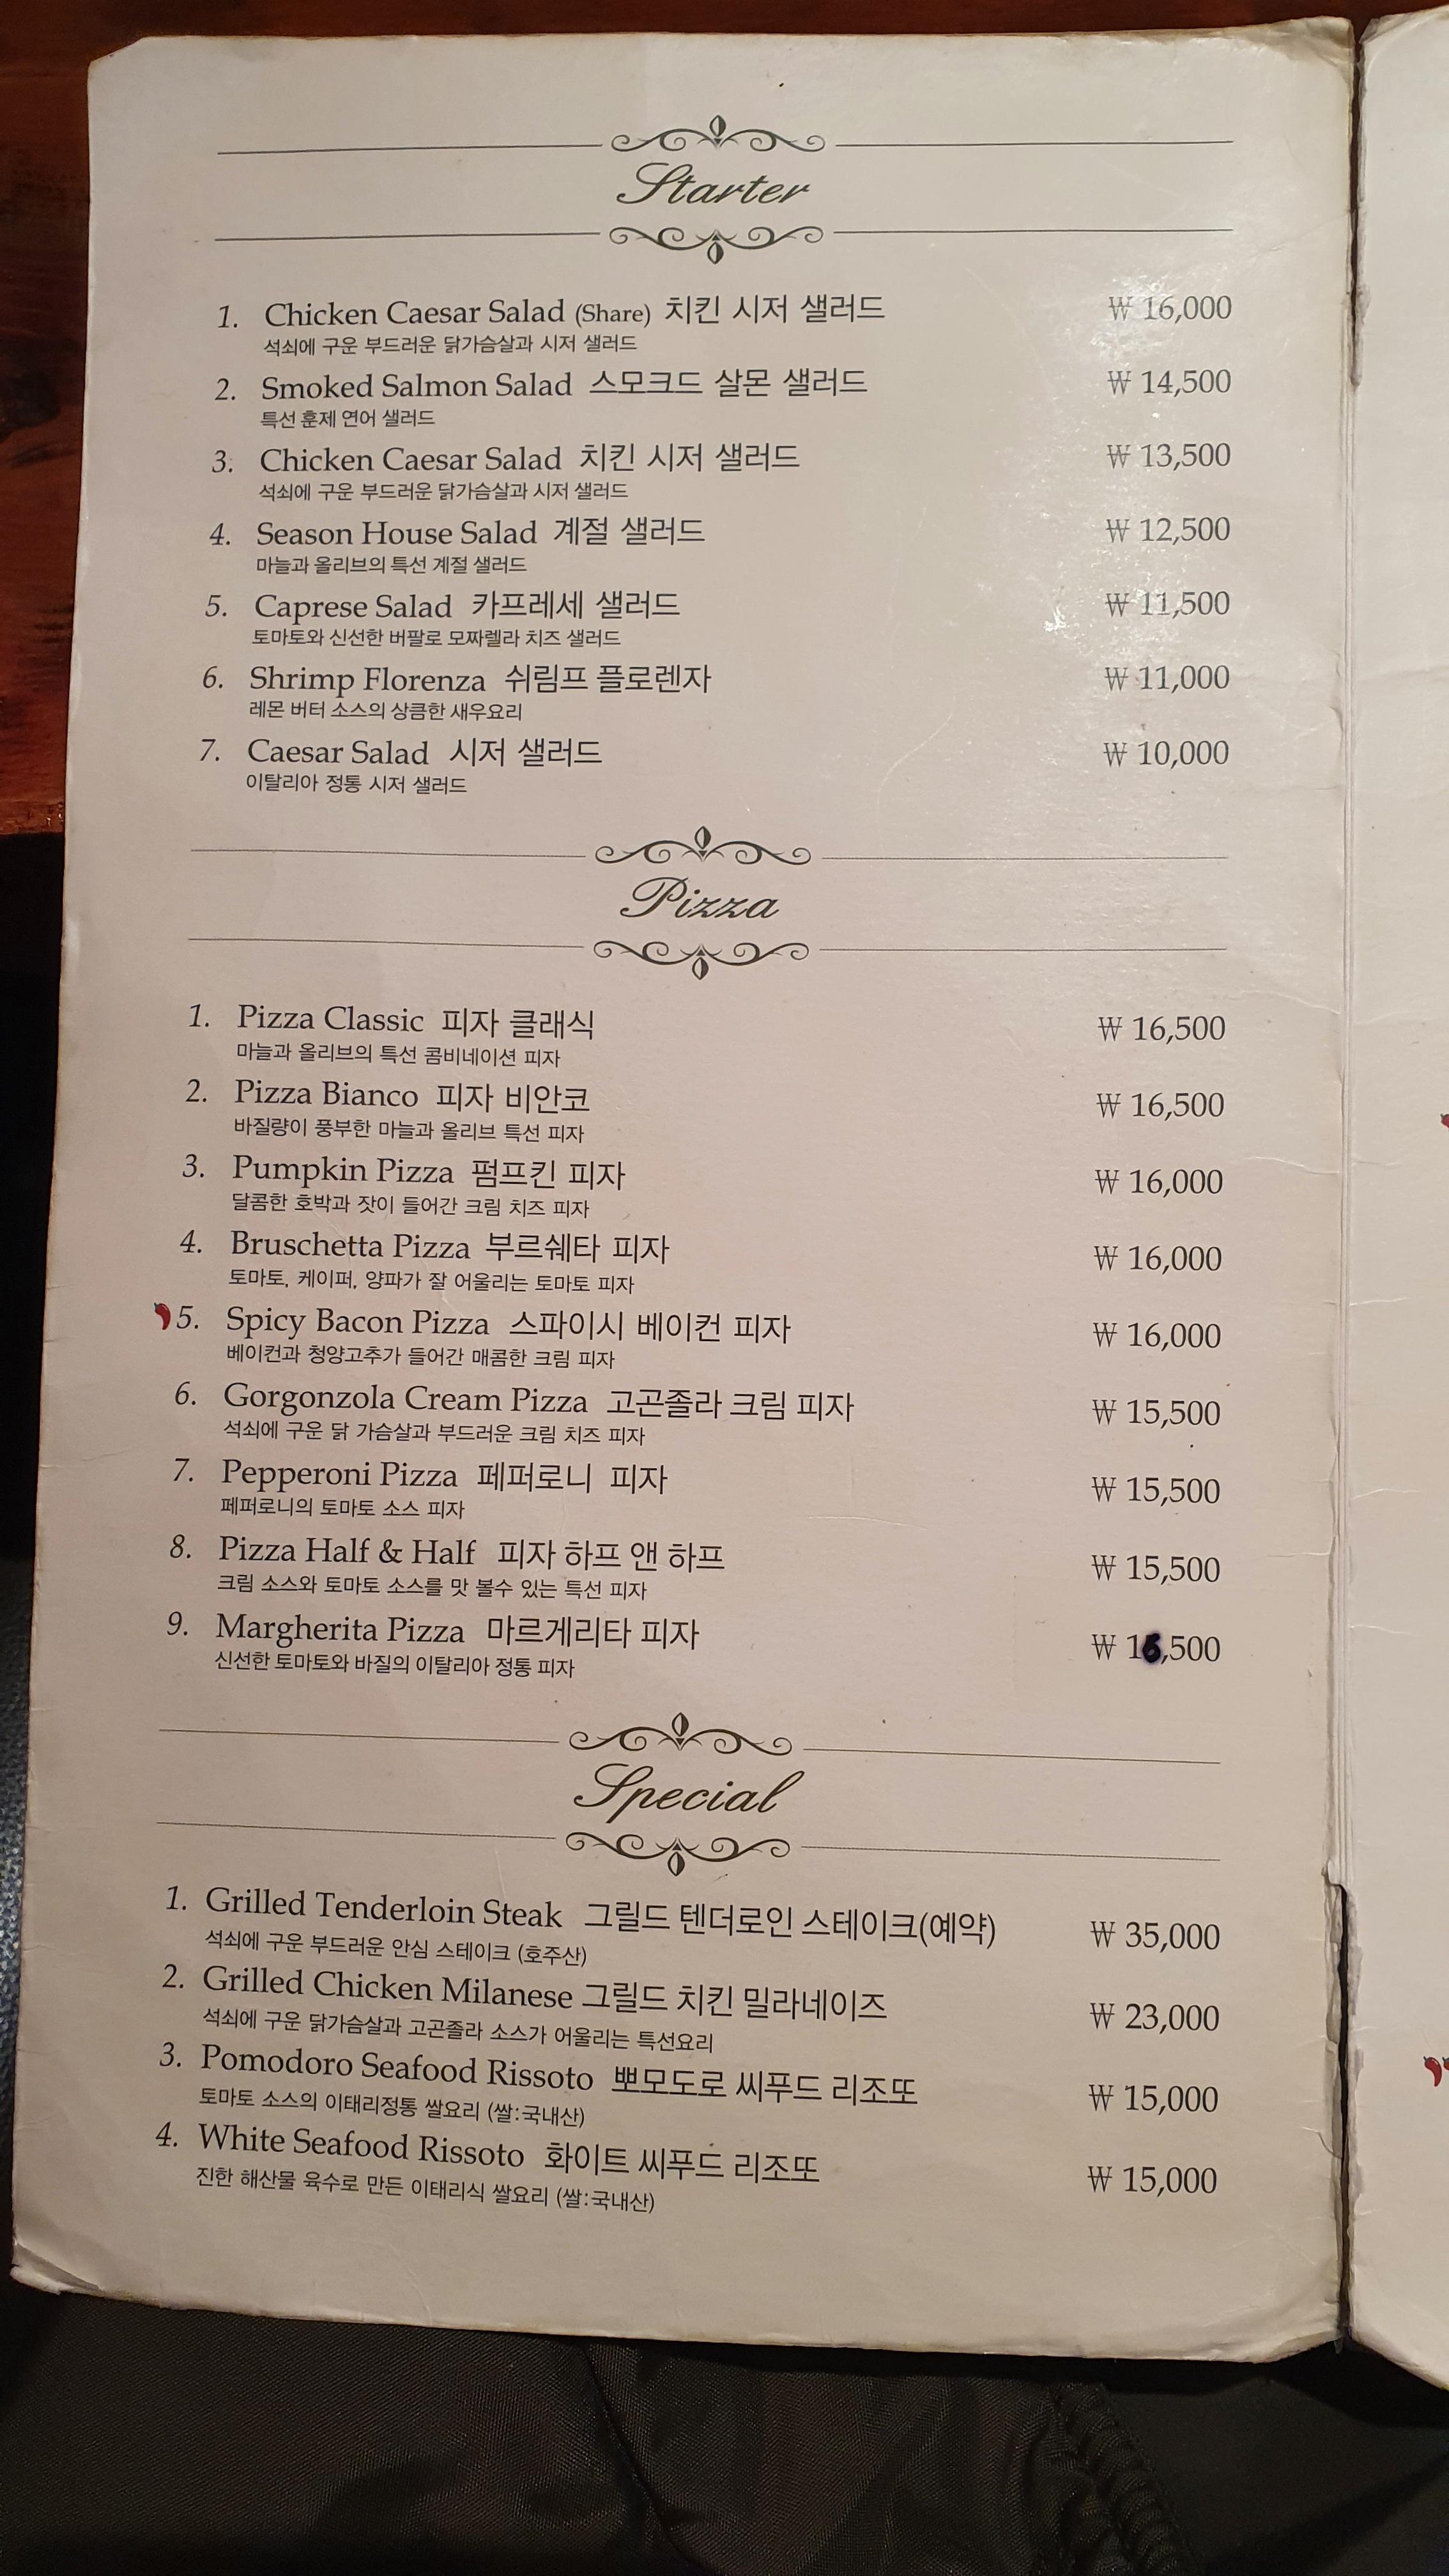 Starter
1. Chicken Caesar Salad (Share) 치킨 시저 샐러드 ₩ 16,000
석쇠에 구운 부드러운 닭가슴살과 시저 샐러드
2. Smoked Salmon Salad 스모크드 살몬 샐러드 ₩ 14,500
특선 훈제 연어 샐러드
3. Chicken Caesar Salad 치킨 시저 샐러드 ₩ 13,500
석쇠에 구운 부드러운 닭가슴살과 시저 샐러드
4. Season House Salad 계절 샐러드 ₩ 12,500
마늘과 올리브의 특선 계절 샐러드
5. Caprese Salad 카프레세 샐러드 ₩ 11,500
토마토와 신선한 버팔로 모짜렐라 치즈 샐러드
6. Shrimp Florenza 쉬림프 플로렌자 ₩ 11,000
레몬 버터 소스의 상큼한 새우요리
7. Caesar Salad 시저 샐러드 ₩ 10,000
이탈리아 정통 시저 샐러드
Pizza
1. Pizza Classic 피자 클래식 ₩ 16,500
마늘과 올리브의 특선 콤비네이션 피자
2. Pizza Bianco 피자 비안코 ₩ 16,500
바질량이 풍부한 마늘과 올리브 특선 피자
3. Pumpkin Pizza 펌프킨 피자 ₩ 16,000
달콤한 호박과 잣이 들어간 크림 치즈 피자
4. Bruschetta Pizza 부르쉐타 피자 ₩ 16,000
토마토, 케이퍼, 양파가 잘 어울리는 토마토 피자
5. Spicy Bacon Pizza 스파이시 베이컨 피자 ₩ 16,000
베이컨과 청양고추가 들어간 매콤한 크림 피자
6. Gorgonzola Cream Pizza 고곤졸라 크림 피자 ₩ 15,500
석쇠에 구운 닭 가슴살과 부드러운 크림 치즈 피자
7. Pepperoni Pizza 페퍼로니 피자 ₩ 15,500
페퍼로니의 토마토 소스 피자
8. Pizza Half & Half 피자 하프 앤 하프 ₩ 15,500
크림 소스와 토마토 소스를 맛 볼수 있는 특선 피자
9. Margherita Pizza 마르게리타 피자 ₩
신선한 토마토와 바질의 이탈리아 정통 피자
Special
1. Grilled Tenderloin Steak 그릴드 텐더로인 스테이크(예약) ₩ 35,000
석쇠에 구운 부드러운 안심 스테이크 (호주산)
2. Grilled Chicken Milanese 그릴드 치킨 밀라네이즈 ₩ 23,000
석쇠에 구운 닭가슴살과 고곤졸라 소스가 어울리는 특선요리
3. Pomodoro Seafood Rissoto 뽀모도로 씨푸드 리조또 ₩ 15,000
토마토 소스의 이태리정통 쌀요리 (쌀:국내산)
4. White Seafood Rissoto 화이트 씨푸드 리조또 ₩ 15,000
진한 해산물 육수로 만든 이태리식 쌀요리 (쌀:국내산)